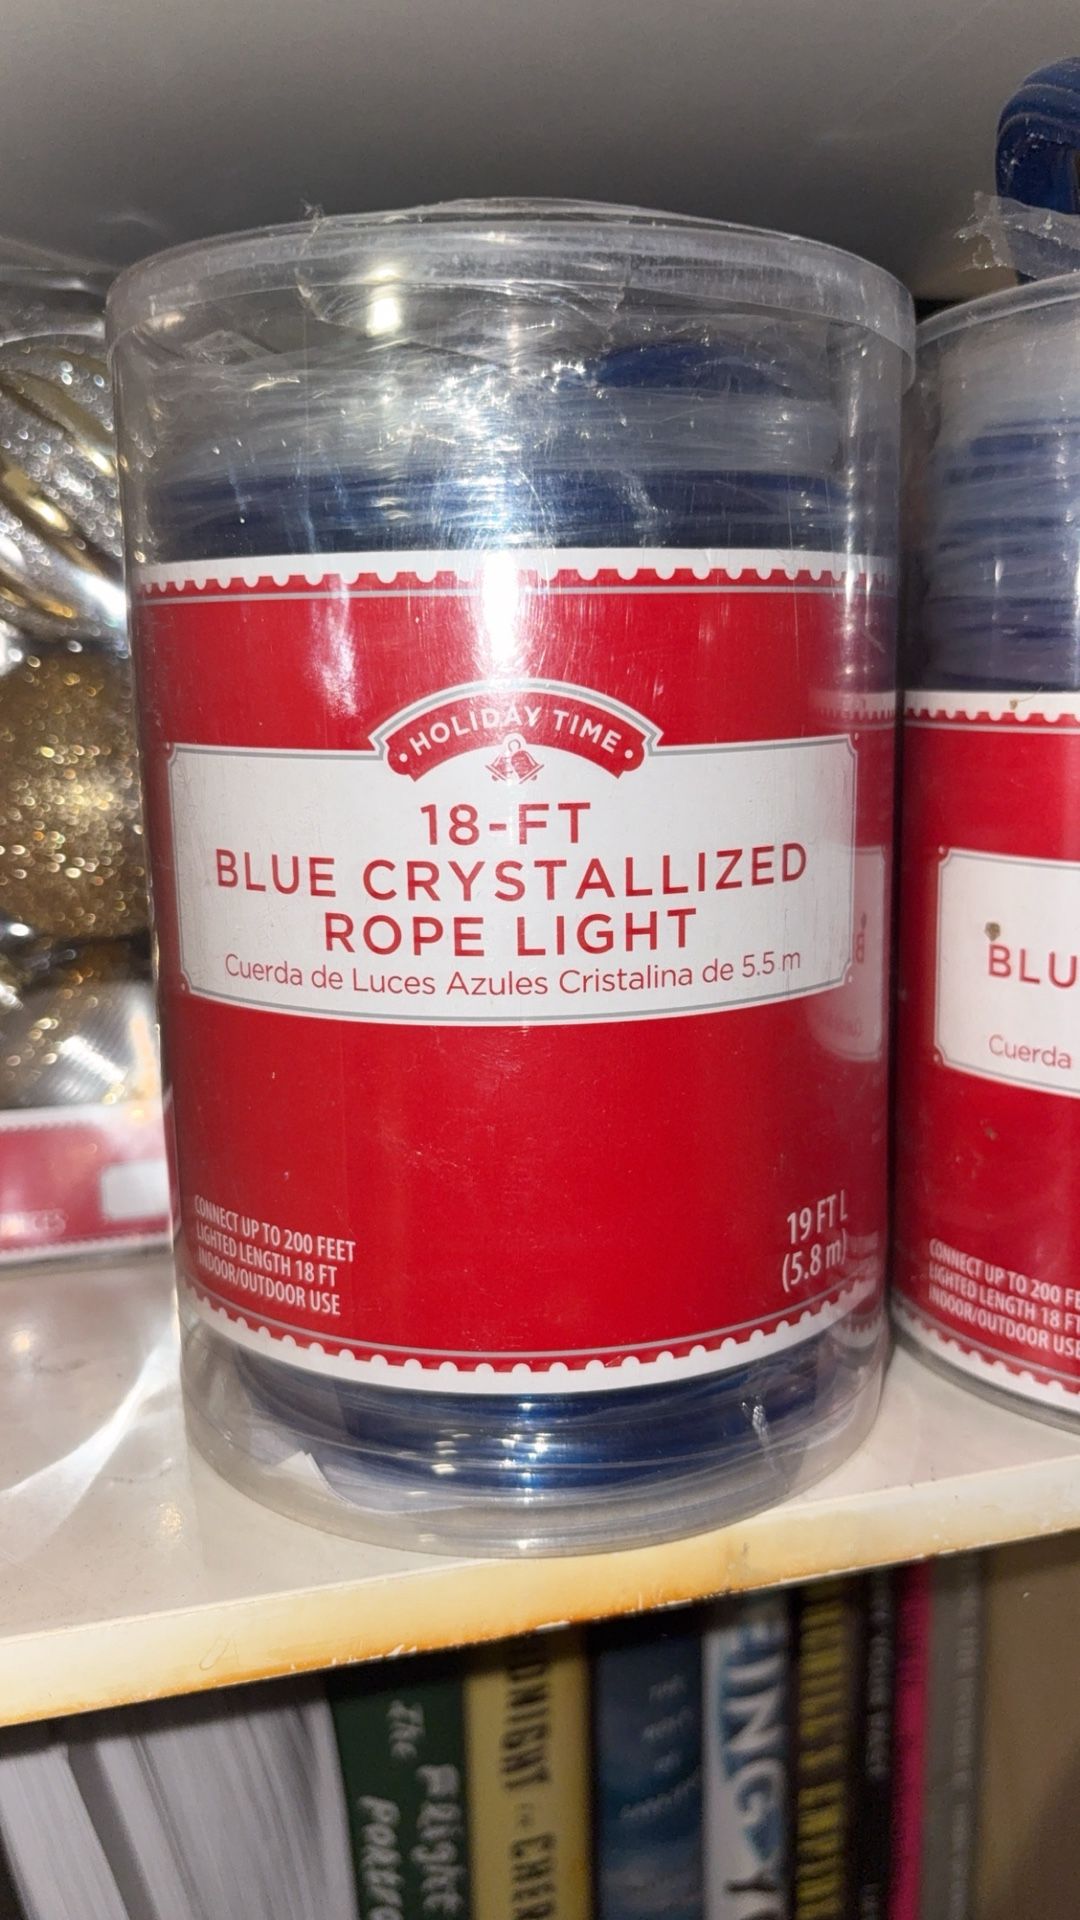 HOLIDAY TIME
18-FT
BLUE CRYSTALLIZED
ROPE LIGHT
Cuerda de Luces Azules Cristalina de 5.5 m
CONNECT UP TO 200 FEET
LIGHTED LENGTH 18 FT
INDOOR/OUTDOOR USE
19 FT L
(5.8 m)
BLU
Cuerda
CONNECT UP TO 200 FE
LIGHTED LENGTH 18 FT
INDOOR/OUTDOOR USE
The Flight